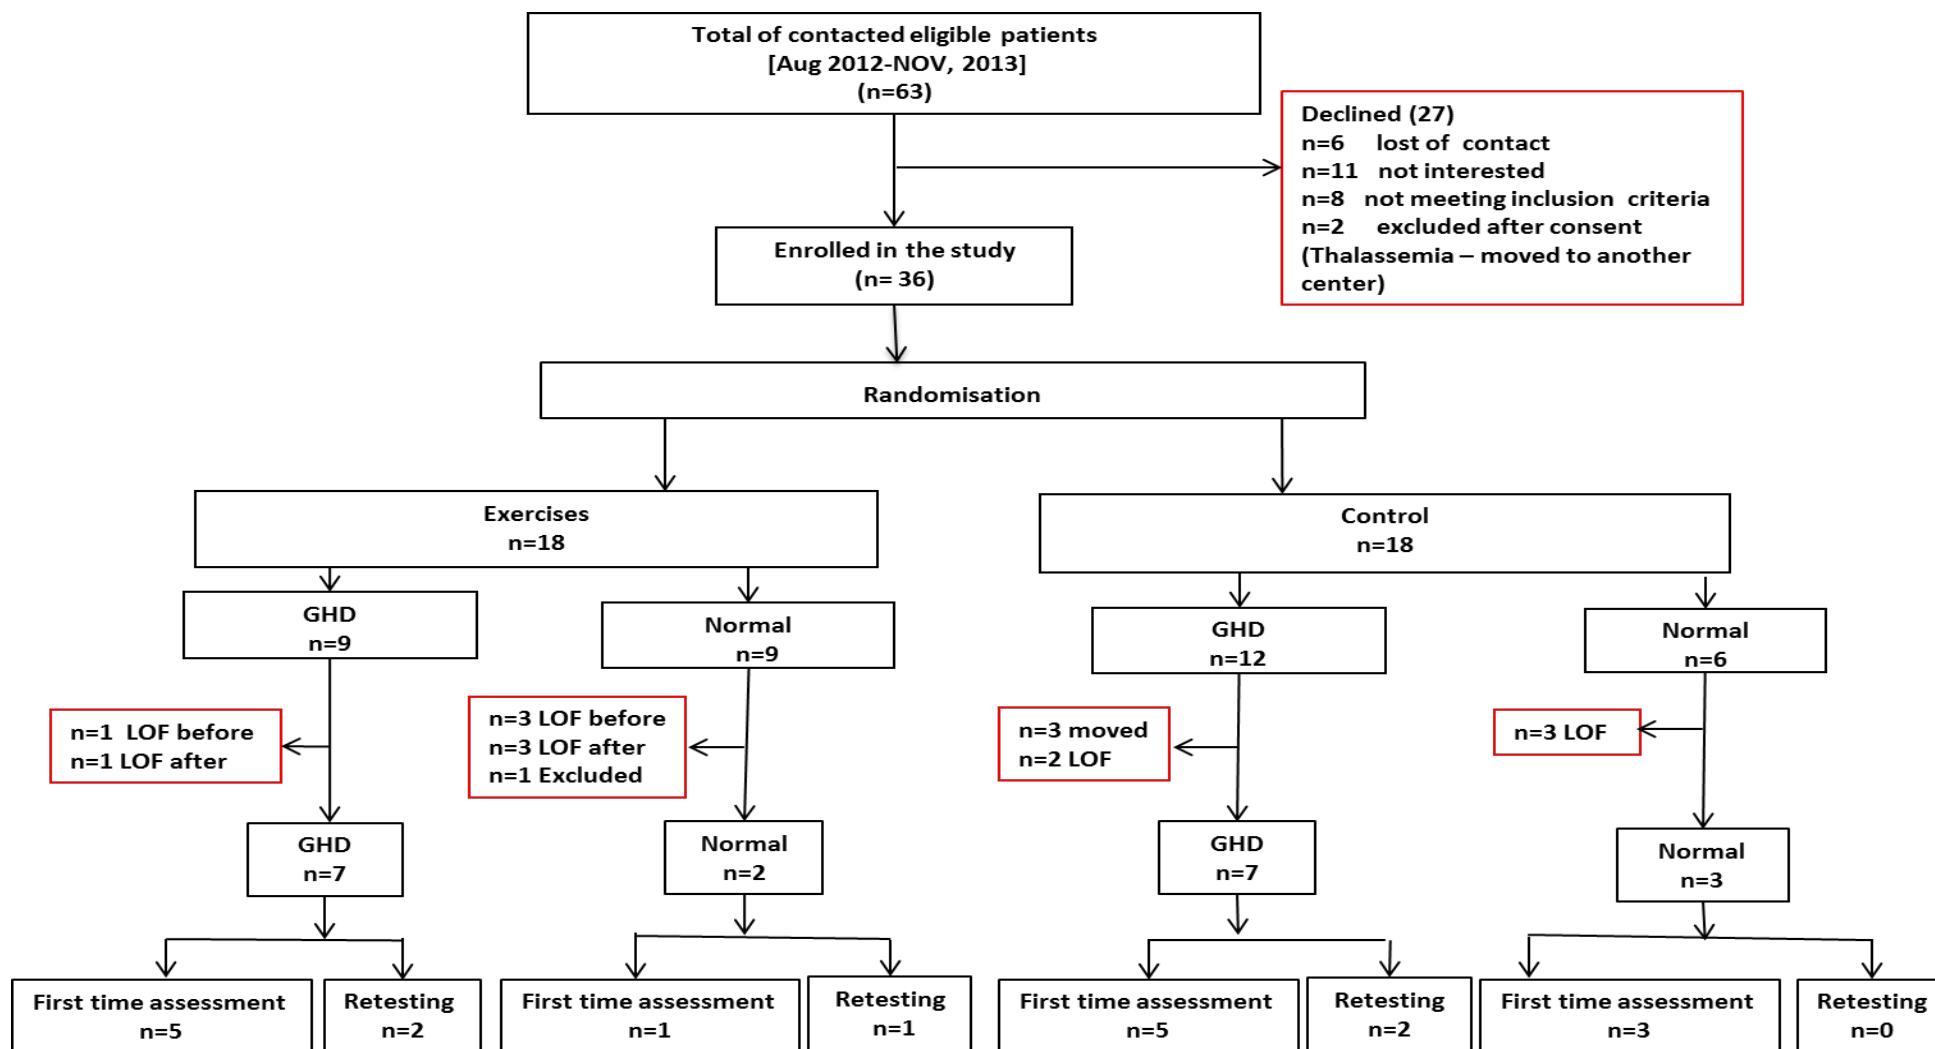 Total of contacted eligible patients
[Aug 2012-NOV, 2013]
(n=63)
Declined (27)
n=6 lost of contact
n=11 not interested
n=8 not meeting inclusion criteria
n=2 excluded after consent
(Thalassemia – moved to another
center)
Enrolled in the study
(n= 36)
Randomisation
Exercises
n=18
Control
n=18
GHD
n=9
Normal
n=9
GHD
n=12
Normal
n=6
n=1 LOF before
n=1 LOF after
n=3 LOF before
n=3 LOF after
n=1 Excluded
n=3 moved
n=2 LOF
n=3 LOF
GHD
n=7
Normal
n=2
GHD
n=7
Normal
n=3
First time assessment
n=5
Retesting
n=2
First time assessment
n=1
Retesting
n=1
First time assessment
n=5
Retesting
n=2
First time assessment
n=3
Retesting
n=0